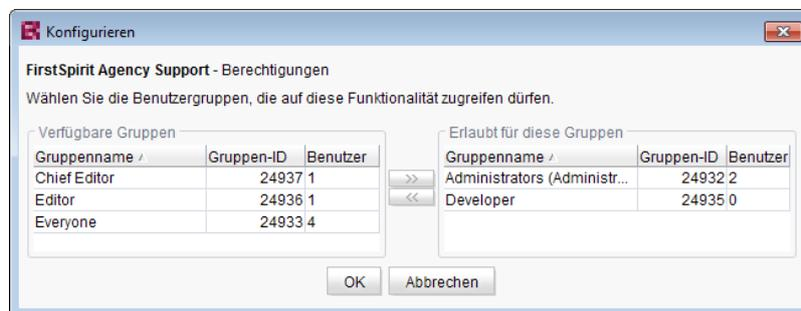 Konfigurieren
FirstSpirit Agency Support - Berechtigungen
Wählen Sie die Benutzergruppen, die auf diese Funktionalität zugreifen dürfen.
Verfügbare Gruppen
Gruppenname Gruppen-ID Benutzer
Chief Editor 24937 1
Editor 24936 1
Everyone 24933 4
>>
<<
Erlaubt für diese Gruppen
Gruppenname Gruppen-ID Benutzer
Administrators (Administr... 24932 2
Developer 24935 0
OK Abbrechen